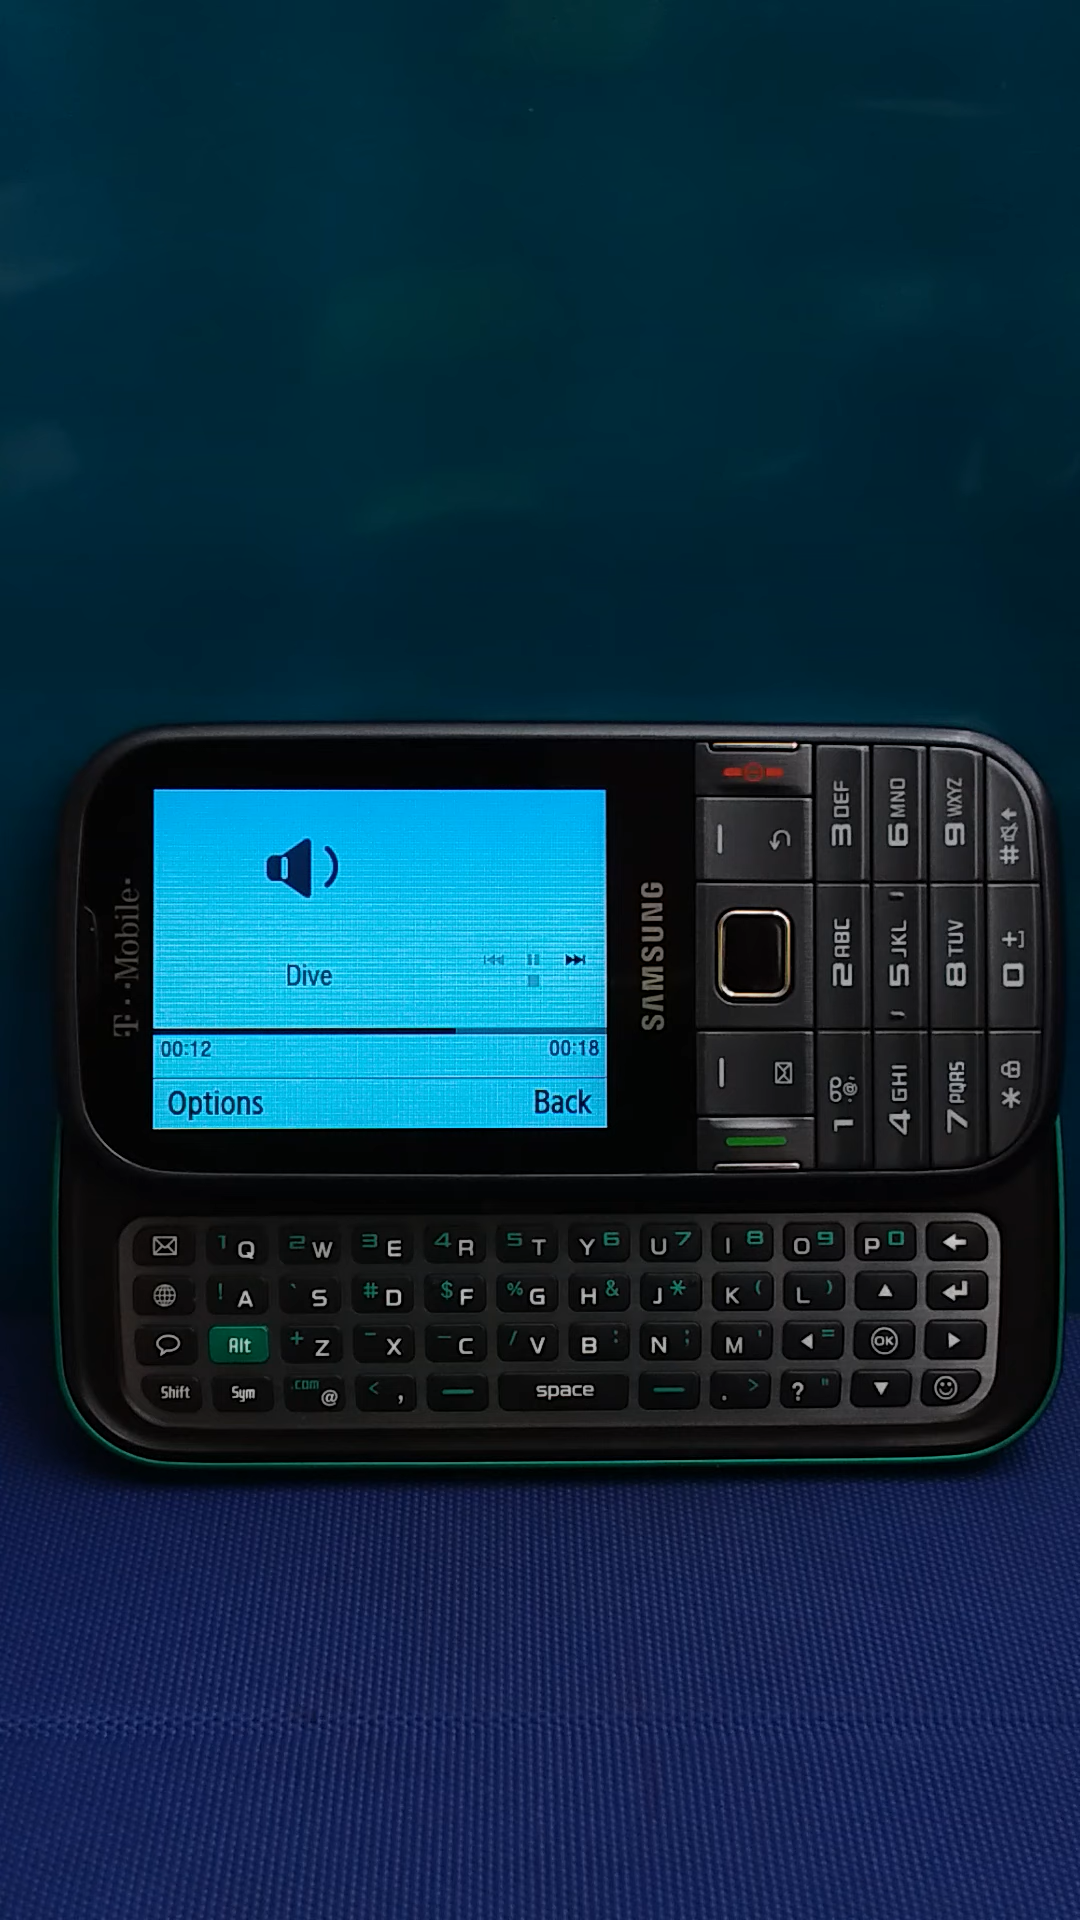 T··Mobile·
Dive
00:12 00:18
Options Back
SAMSUNG
3 DEF 6 MNO 9 WXYZ #
2 ABC 5 JKL 8 TUV 0 +
1 .@, 4 GHI 7 PQRS *
1 Q 2 W 3 E 4 R 5 T Y 6 U 7 I 8 O 9 P 0
! A ` S # D $ F % G H & J * K ( L )
Alt + Z - X _ C / V B : N ; M ' = OK
Shift Sym .com @ < , space . > ? "